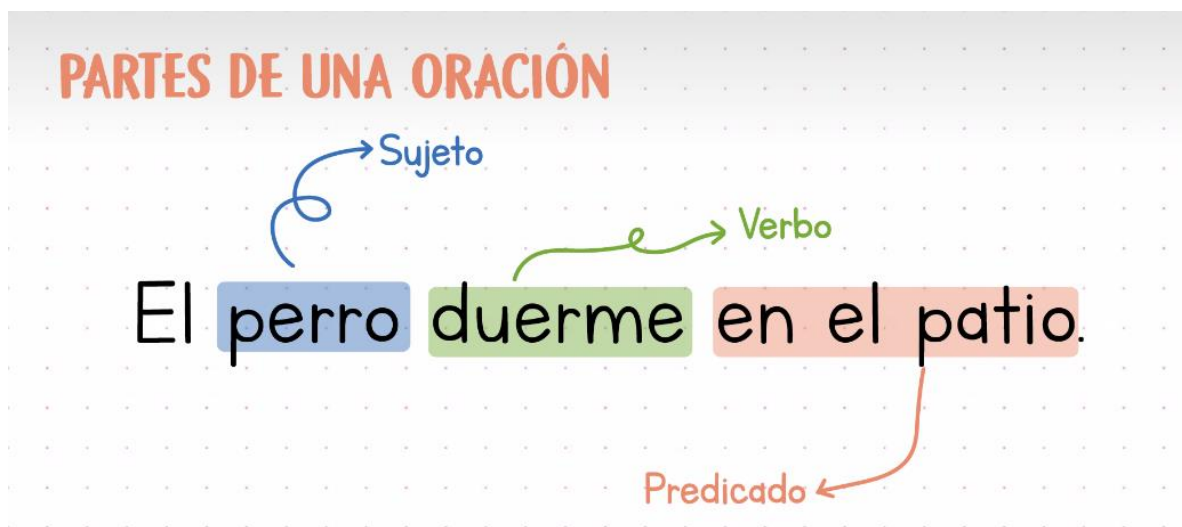 PARTES DE UNA ORACIÓN
Sujeto
Verbo
El perro duerme en el patio.
Predicado